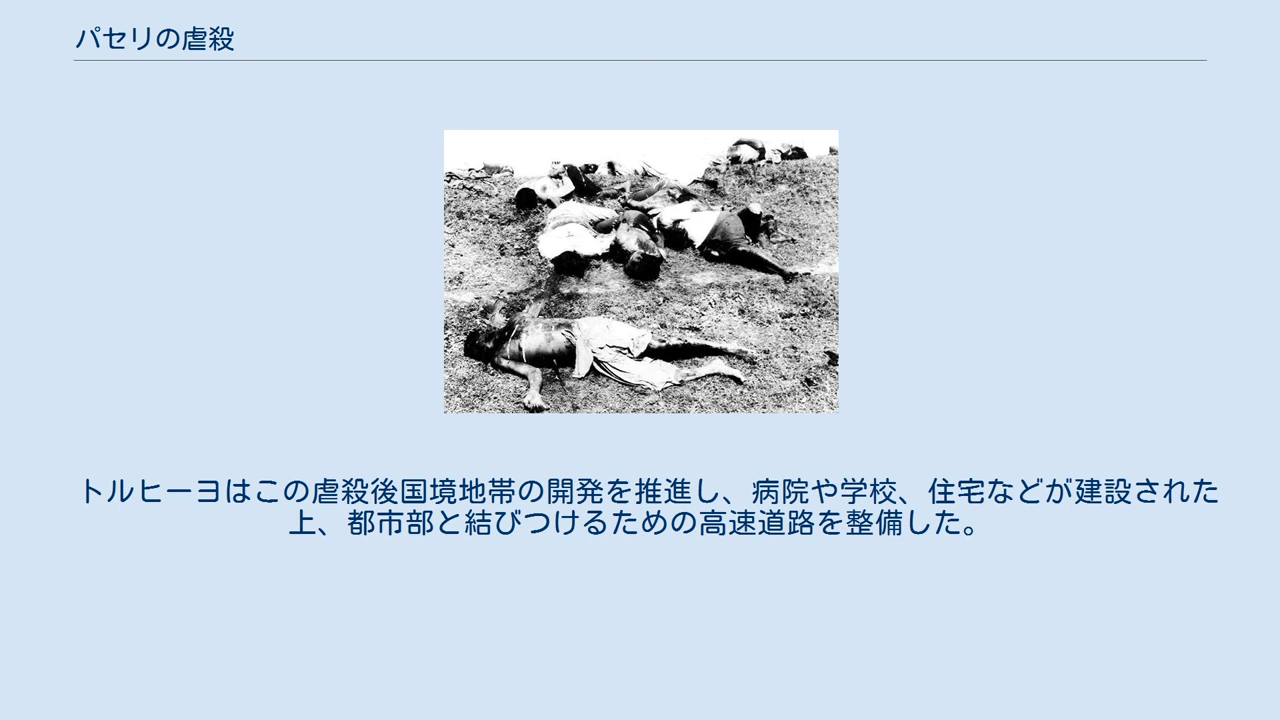 パセリの虐殺
トルヒーヨはこの虐殺後国境地帯の開発を推進し、病院や学校、住宅などが建設された
上、都市部と結びつけるための高速道路を整備した。